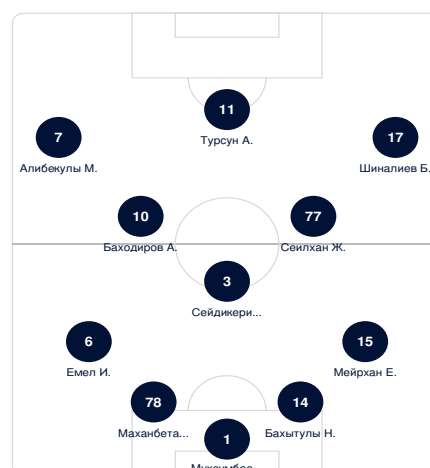 11
Турсун А.
7
17
Алибекулы М.
Шиналиев Б.
10
77
Баходиров А.
Сеилхан Ж.
3
Сейдикери...
6
15
Емел И.
Мейрхан Е.
78
14
Маханбета...
Бахытулы Н.
1